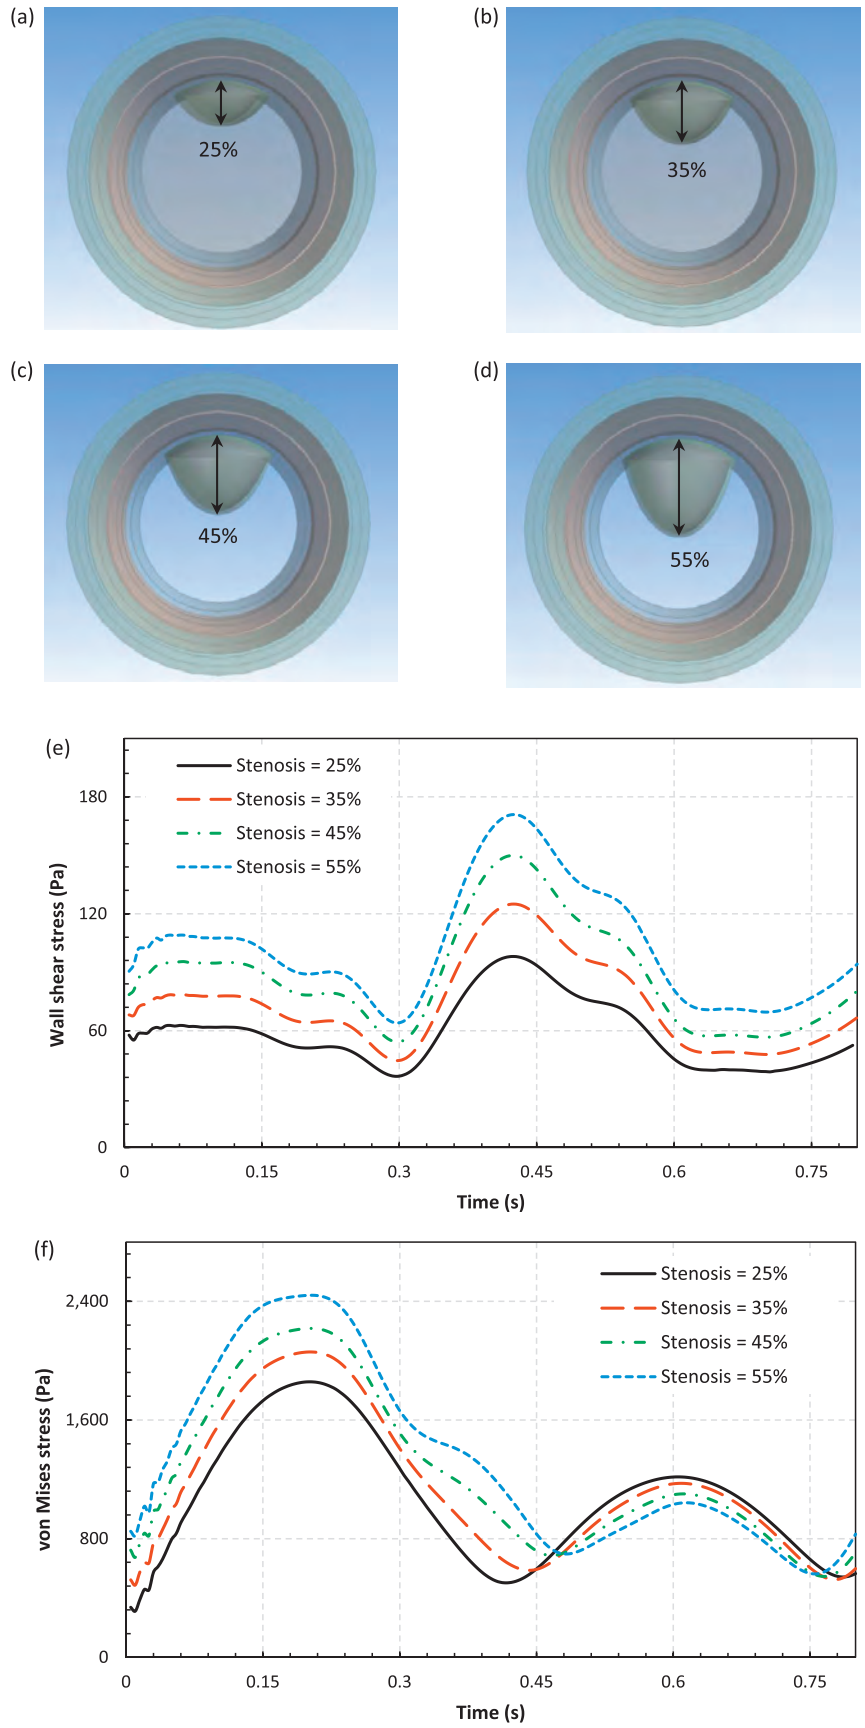 (a)
(b)
25%
35%
(c)
(d)
45%
55%
(e)
Stenosis = 25%
Stenosis = 35%
Stenosis = 45%
Stenosis = 55%
Wall shear stress (Pa)
180
120
60
0
0 0.15 0.3 0.45 0.6 0.75
Time (s)
(f)
Stenosis = 25%
Stenosis = 35%
Stenosis = 45%
Stenosis = 55%
von Mises stress (Pa)
2,400
1,600
800
0
0 0.15 0.3 0.45 0.6 0.75
Time (s)